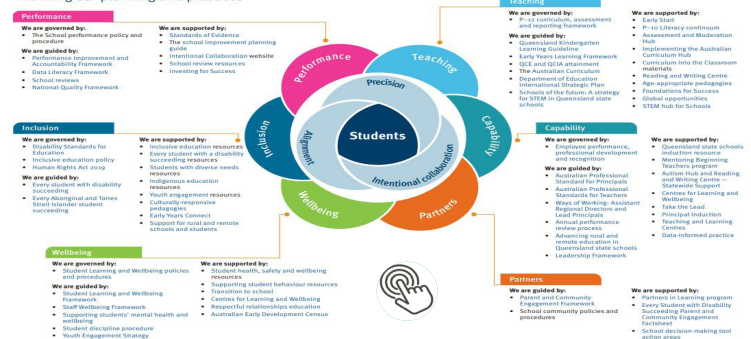 Performance
We are governed by:
• The School performance policy and
procedure
We are guided by:
• Performance Improvement and
Accountability Framework
• Data Literacy Framework
• School reviews
• National Quality Framework
We are supported by:
• Standards of Evidence
• The school improvement planning
guide
• Intentional Collaboration website
• School review resources
• Investing for Success
Teaching
We are governed by:
• P–12 curriculum, assessment
and reporting framework
We are guided by:
• Queensland Kindergarten
Learning Guideline
• Early Years Learning Framework
• QCE and QCIA attainment
• The Australian Curriculum
• Department of Education
International Strategic Plan
• Schools of the future: A strategy
for STEM in Queensland state
schools
We are supported by:
• Early Start
• P–10 Literacy continuum
• Assessment and Moderation
Hub
• Implementing the Australian
Curriculum Hub
• Curriculum into the Classroom
materials
• Reading and Writing Centre
• Age-appropriate pedagogies
• Foundations for Success
• Global opportunities
• STEM hub for Schools
Performance
Teaching
Inclusion
Capability
Wellbeing
Partners
Precision
Alignment
Intentional collaboration
Students
Inclusion
We are governed by:
• Disability Standards for
Education
• Inclusive education policy
• Human Rights Act 2019
We are guided by:
• Every student with disability
succeeding
• Every Aboriginal and Torres
Strait Islander student
succeeding
We are supported by:
• Inclusive education resources
• Every student with a disability
succeeding resources
• Students with diverse needs
resources
• Indigenous education
resources
• Youth engagement resources
• Culturally-responsive
pedagogies
• Early Years Connect
• Support for rural and remote
schools and students
Capability
We are governed by:
• Employee performance,
professional development
and recognition
We are guided by:
• Australian Professional
Standard for Principals
• Australian Professional
Standards for Teachers
• Ways of Working: Assistant
Regional Directors and
Lead Principals
• Annual performance
review process
• Advancing rural and
remote education in
Queensland state schools
• Leadership Framework
We are supported by:
• Queensland state schools
induction resource
• Mentoring Beginning
Teachers program
• Autism Hub and Reading
and Writing Centre —
Statewide Support
• Centres for Learning and
Wellbeing
• Take the Lead
• Principal induction
• Teaching and Learning
Centres
• Data-informed practice
Wellbeing
We are governed by:
• Student Learning and Wellbeing policies
and procedures
We are guided by:
• Student Learning and Wellbeing
Framework
• Staff Wellbeing Framework
• Supporting students' mental health and
wellbeing
• Student discipline procedure
• Youth Engagement Strategy
We are supported by:
• Student health, safety and wellbeing
resources
• Supporting student behaviour resources
• Transition to school
• Centres for Learning and Wellbeing
• Respectful relationships education
• Australian Early Development Census
Partners
We are guided by:
• Parent and Community
Engagement Framework
• School community policies and
procedures
We are supported by:
• Partners in Learning program
• Every Student with Disability
Succeeding Parent and
Community Engagement
Factsheet
• School decision-making tool
action areas